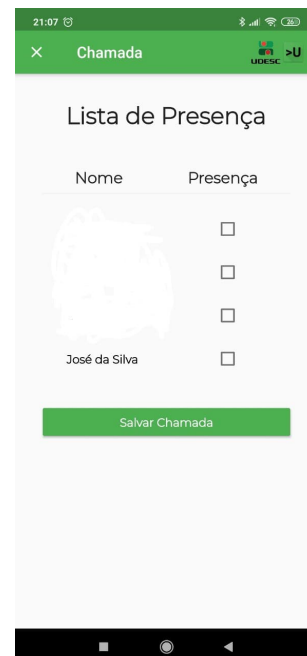 21:07
26
Chamada
UDESC
>U
Lista de Presença
Nome Presença
José da Silva
Salvar Chamada